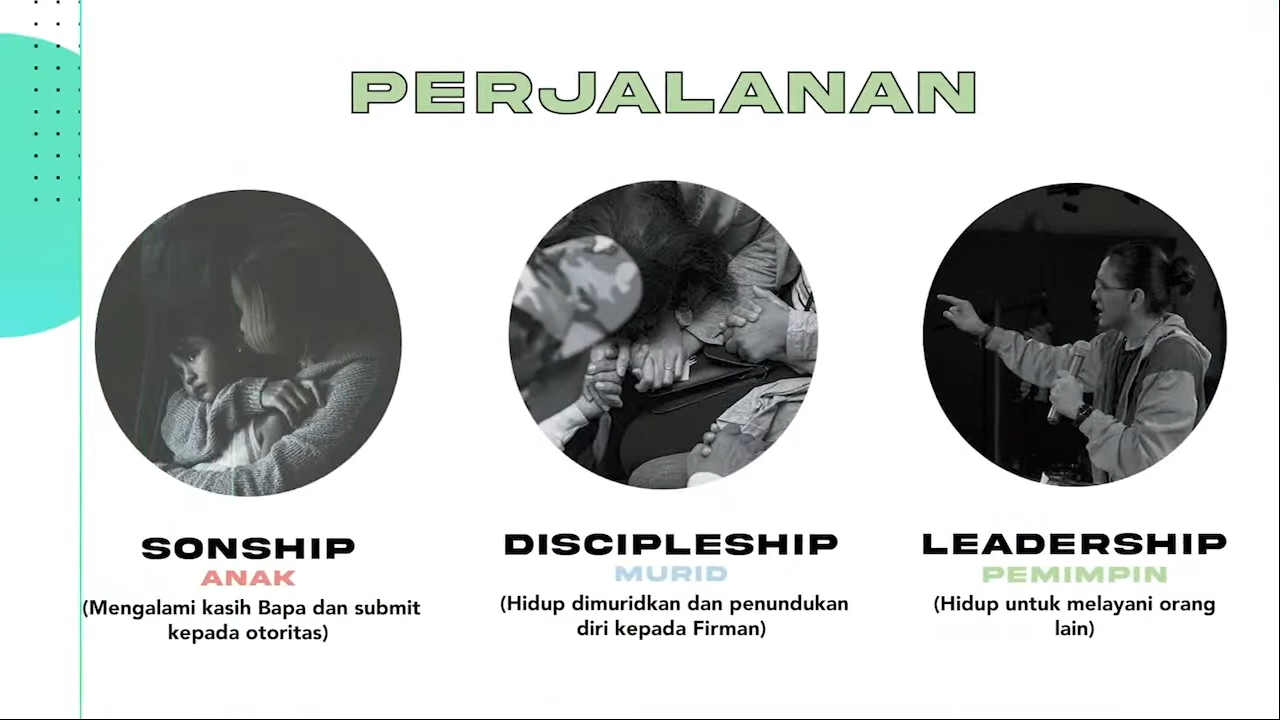 PERJALANAN
SONSHIP
ANAK
(Mengalami kasih Bapa dan submit
kepada otoritas)
DISCIPLESHIP
MURID
(Hidup dimuridkan dan penundukan
diri kepada Firman)
LEADERSHIP
PEMIMPIN
(Hidup untuk melayani orang
lain)